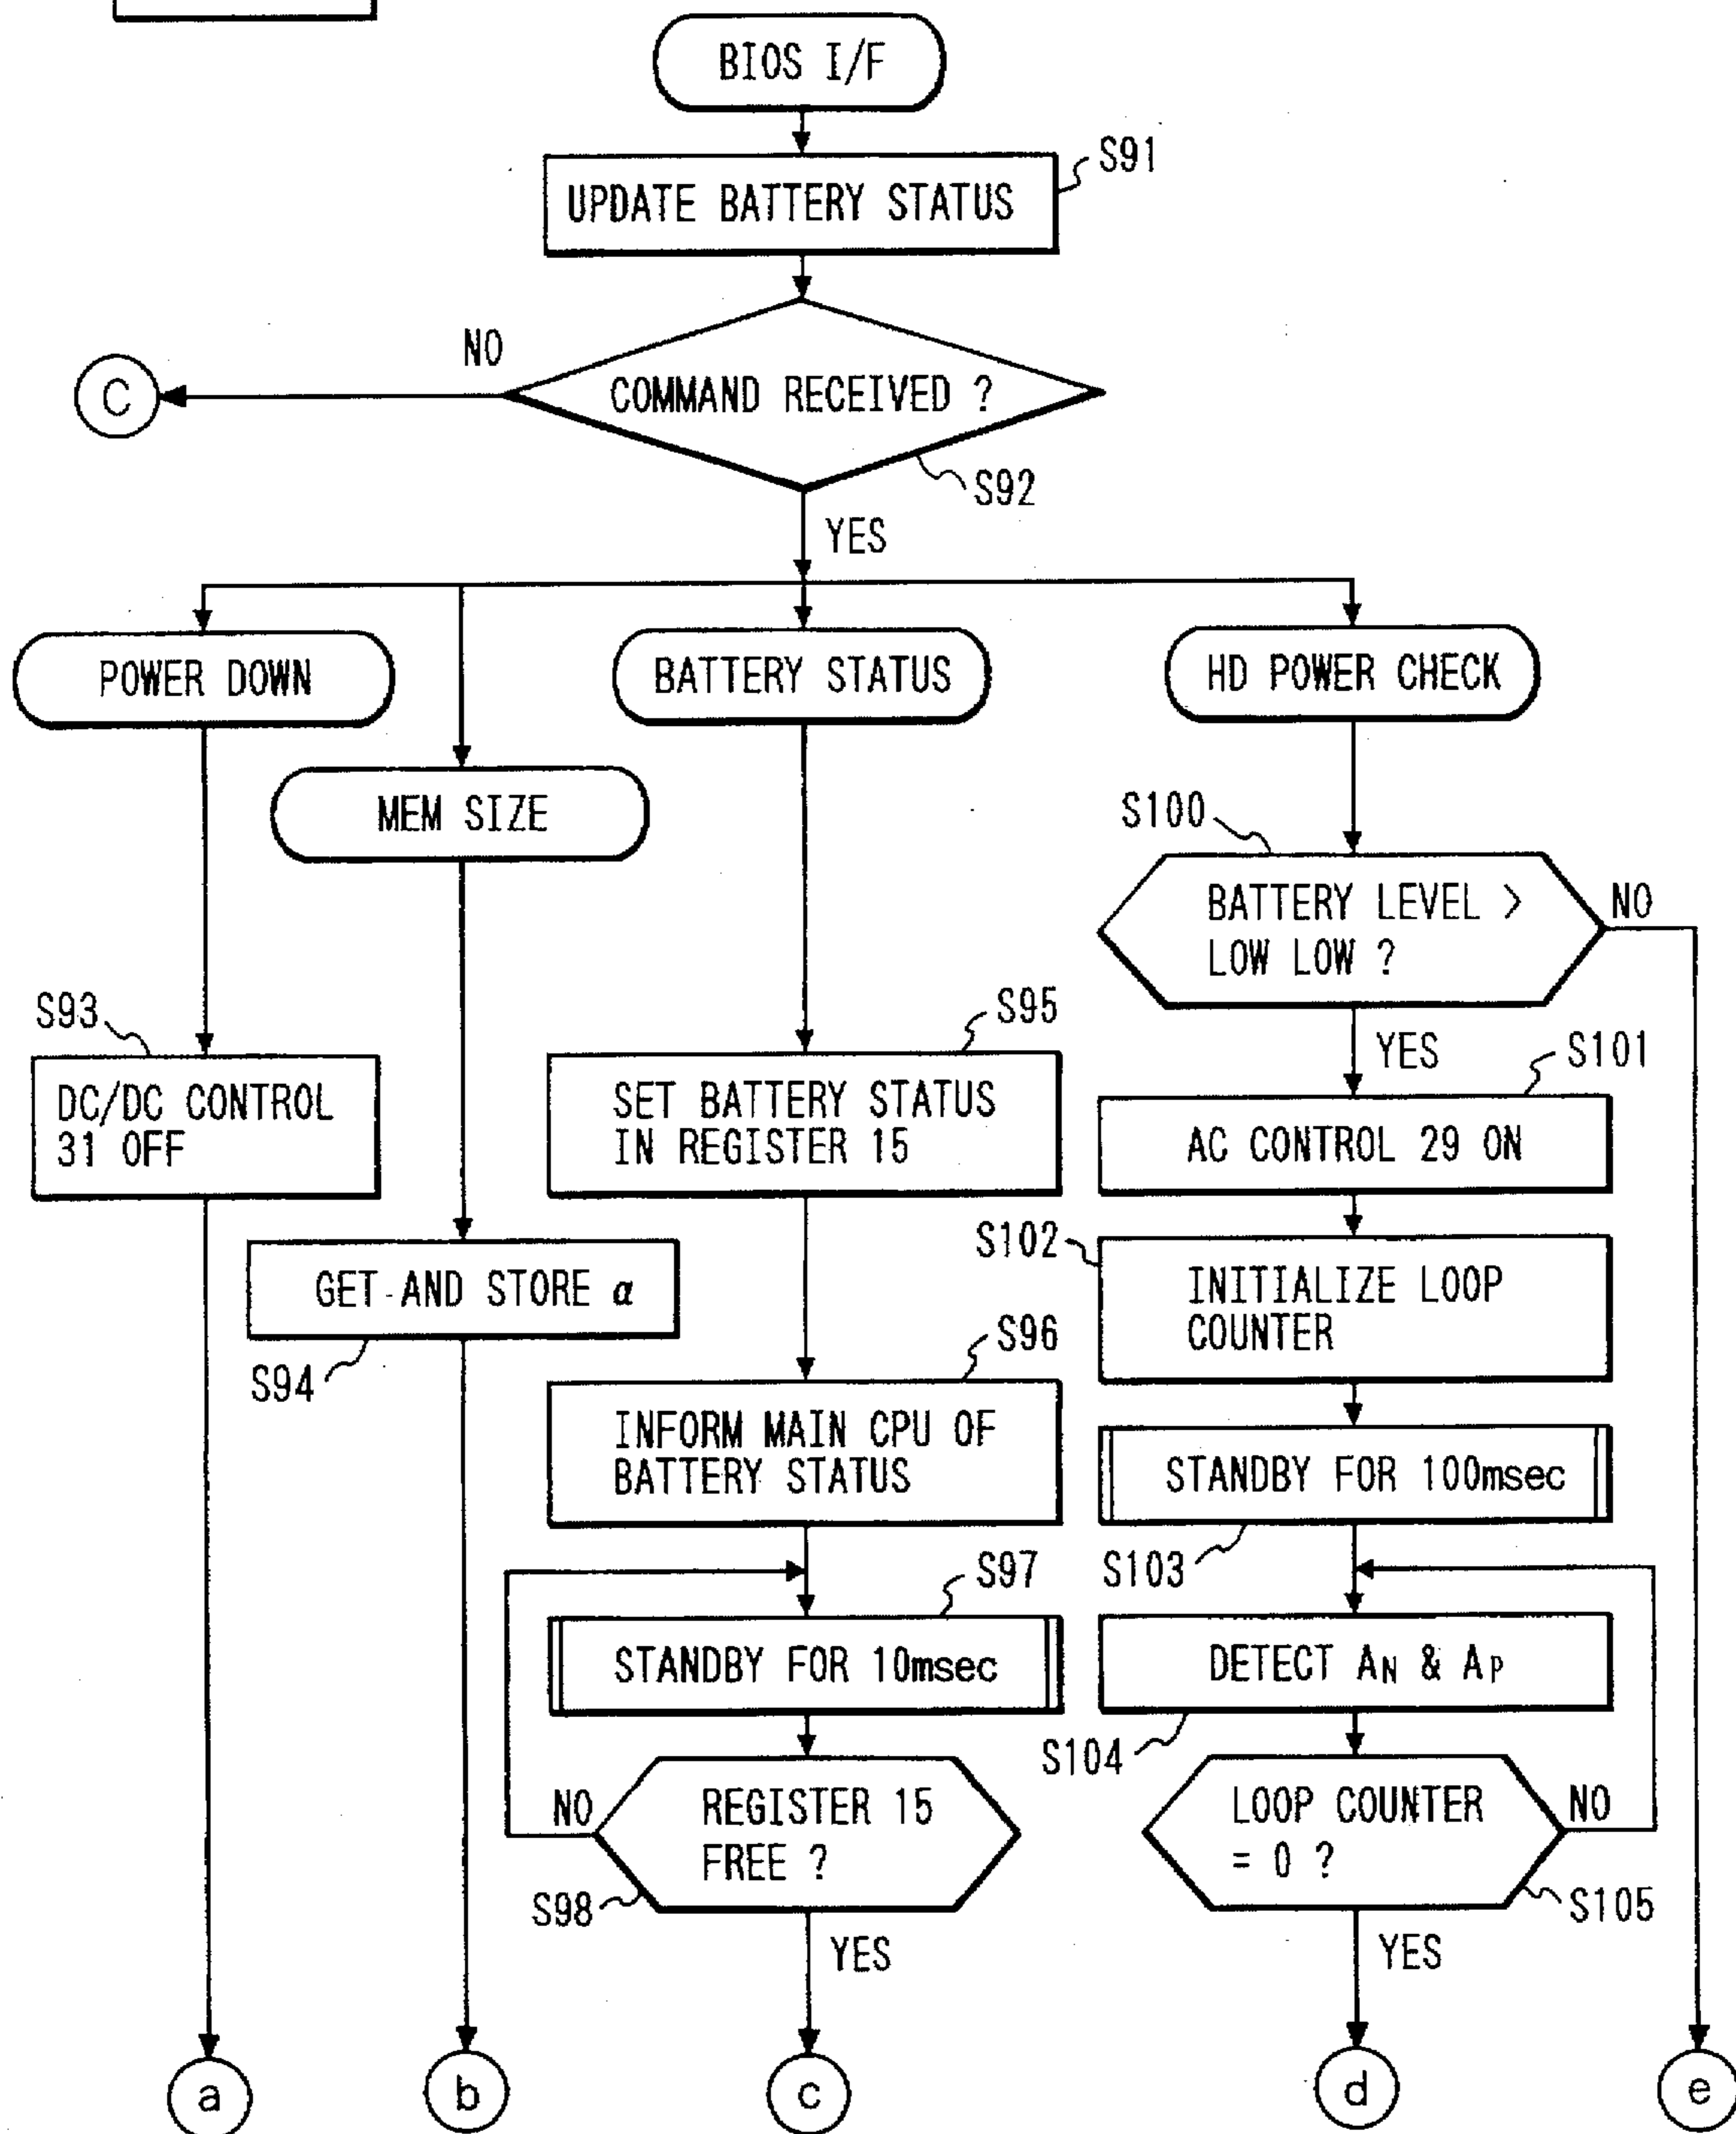 BIOS I/F
S91
UPDATE BATTERY STATUS
NO
C
COMMAND RECEIVED ?
S92
YES
POWER DOWN
BATTERY STATUS
HD POWER CHECK
MEM SIZE
S100
BATTERY LEVEL >
LOW LOW ?
NO
YES
S93
DC/DC CONTROL
31 OFF
S95
SET BATTERY STATUS
IN REGISTER 15
S101
AC CONTROL 29 ON
GET AND STORE α
S94
S102
INITIALIZE LOOP
COUNTER
S96
INFORM MAIN CPU OF
BATTERY STATUS
STANDBY FOR 100msec
S103
S97
STANDBY FOR 10msec
DETECT AN & AP
S104
NO
REGISTER 15
FREE ?
S98
YES
LOOP COUNTER
= 0 ?
NO
S105
YES
a
b
c
d
e